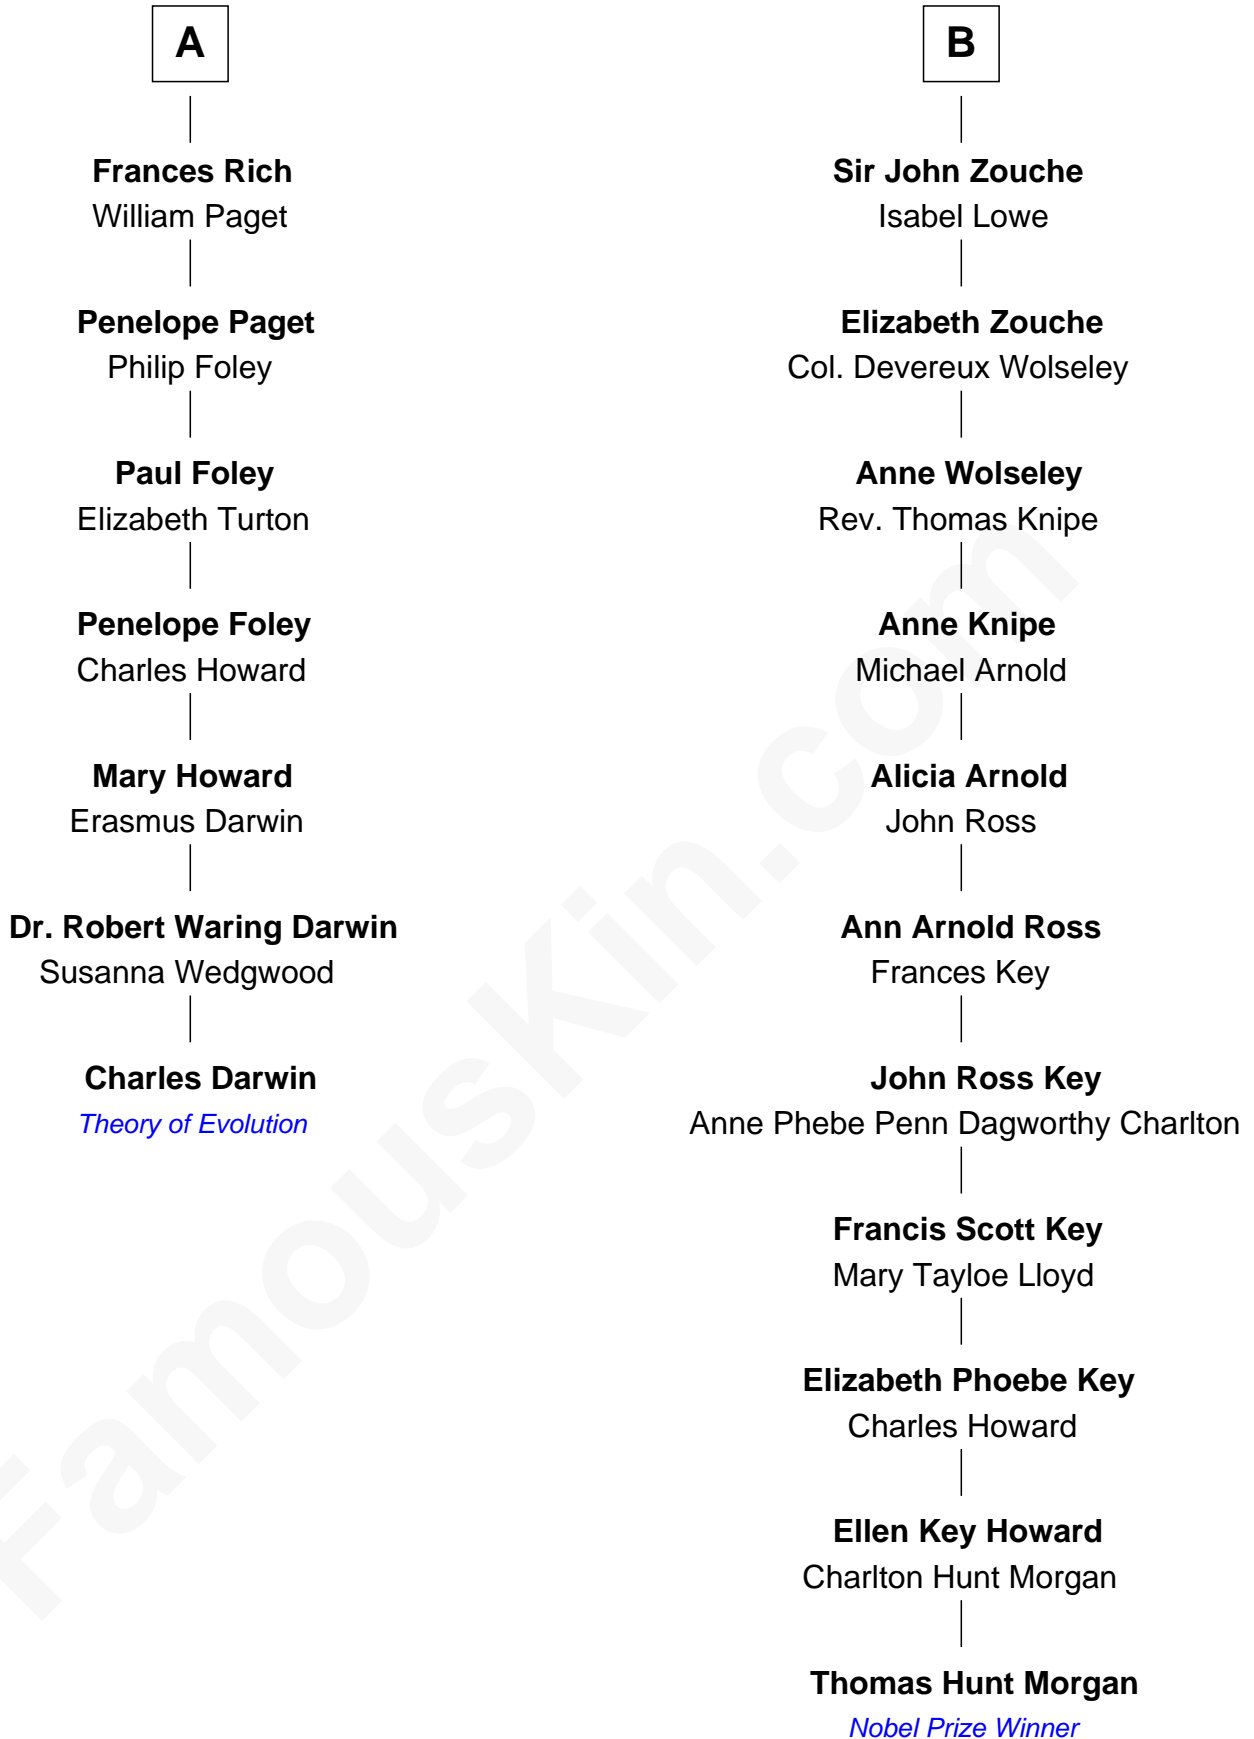 A
Frances Rich
William Paget
Penelope Paget
Philip Foley
Paul Foley
Elizabeth Turton
Penelope Foley
Charles Howard
Mary Howard
Erasmus Darwin
Dr. Robert Waring Darwin
Susanna Wedgwood
Charles Darwin
Theory of Evolution
B
Sir John Zouche
Isabel Lowe
Elizabeth Zouche
Col. Devereux Wolseley
Anne Wolseley
Rev. Thomas Knipe
Anne Knipe
Michael Arnold
Alicia Arnold
John Ross
Ann Arnold Ross
Frances Key
John Ross Key
Anne Phebe Penn Dagworthy Charlton
Francis Scott Key
Mary Tayloe Lloyd
Elizabeth Phoebe Key
Charles Howard
Ellen Key Howard
Charlton Hunt Morgan
Thomas Hunt Morgan
Nobel Prize Winner
FamousKin.com